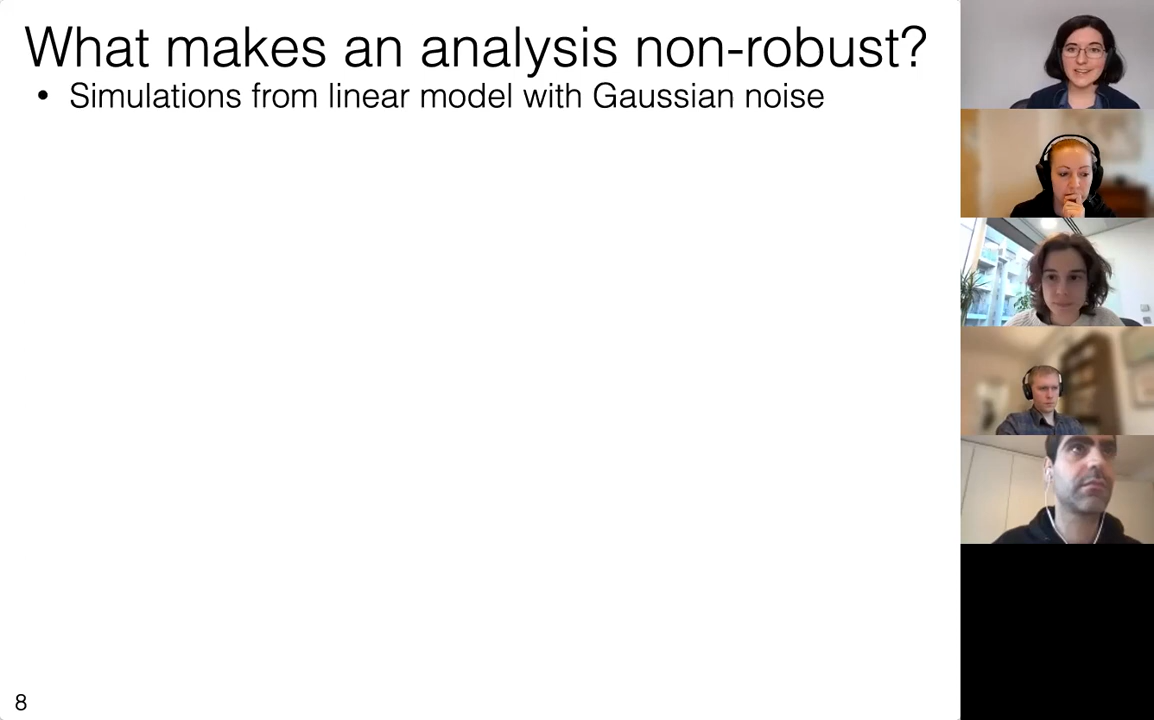 What makes an analysis non-robust?
• Simulations from linear model with Gaussian noise
8